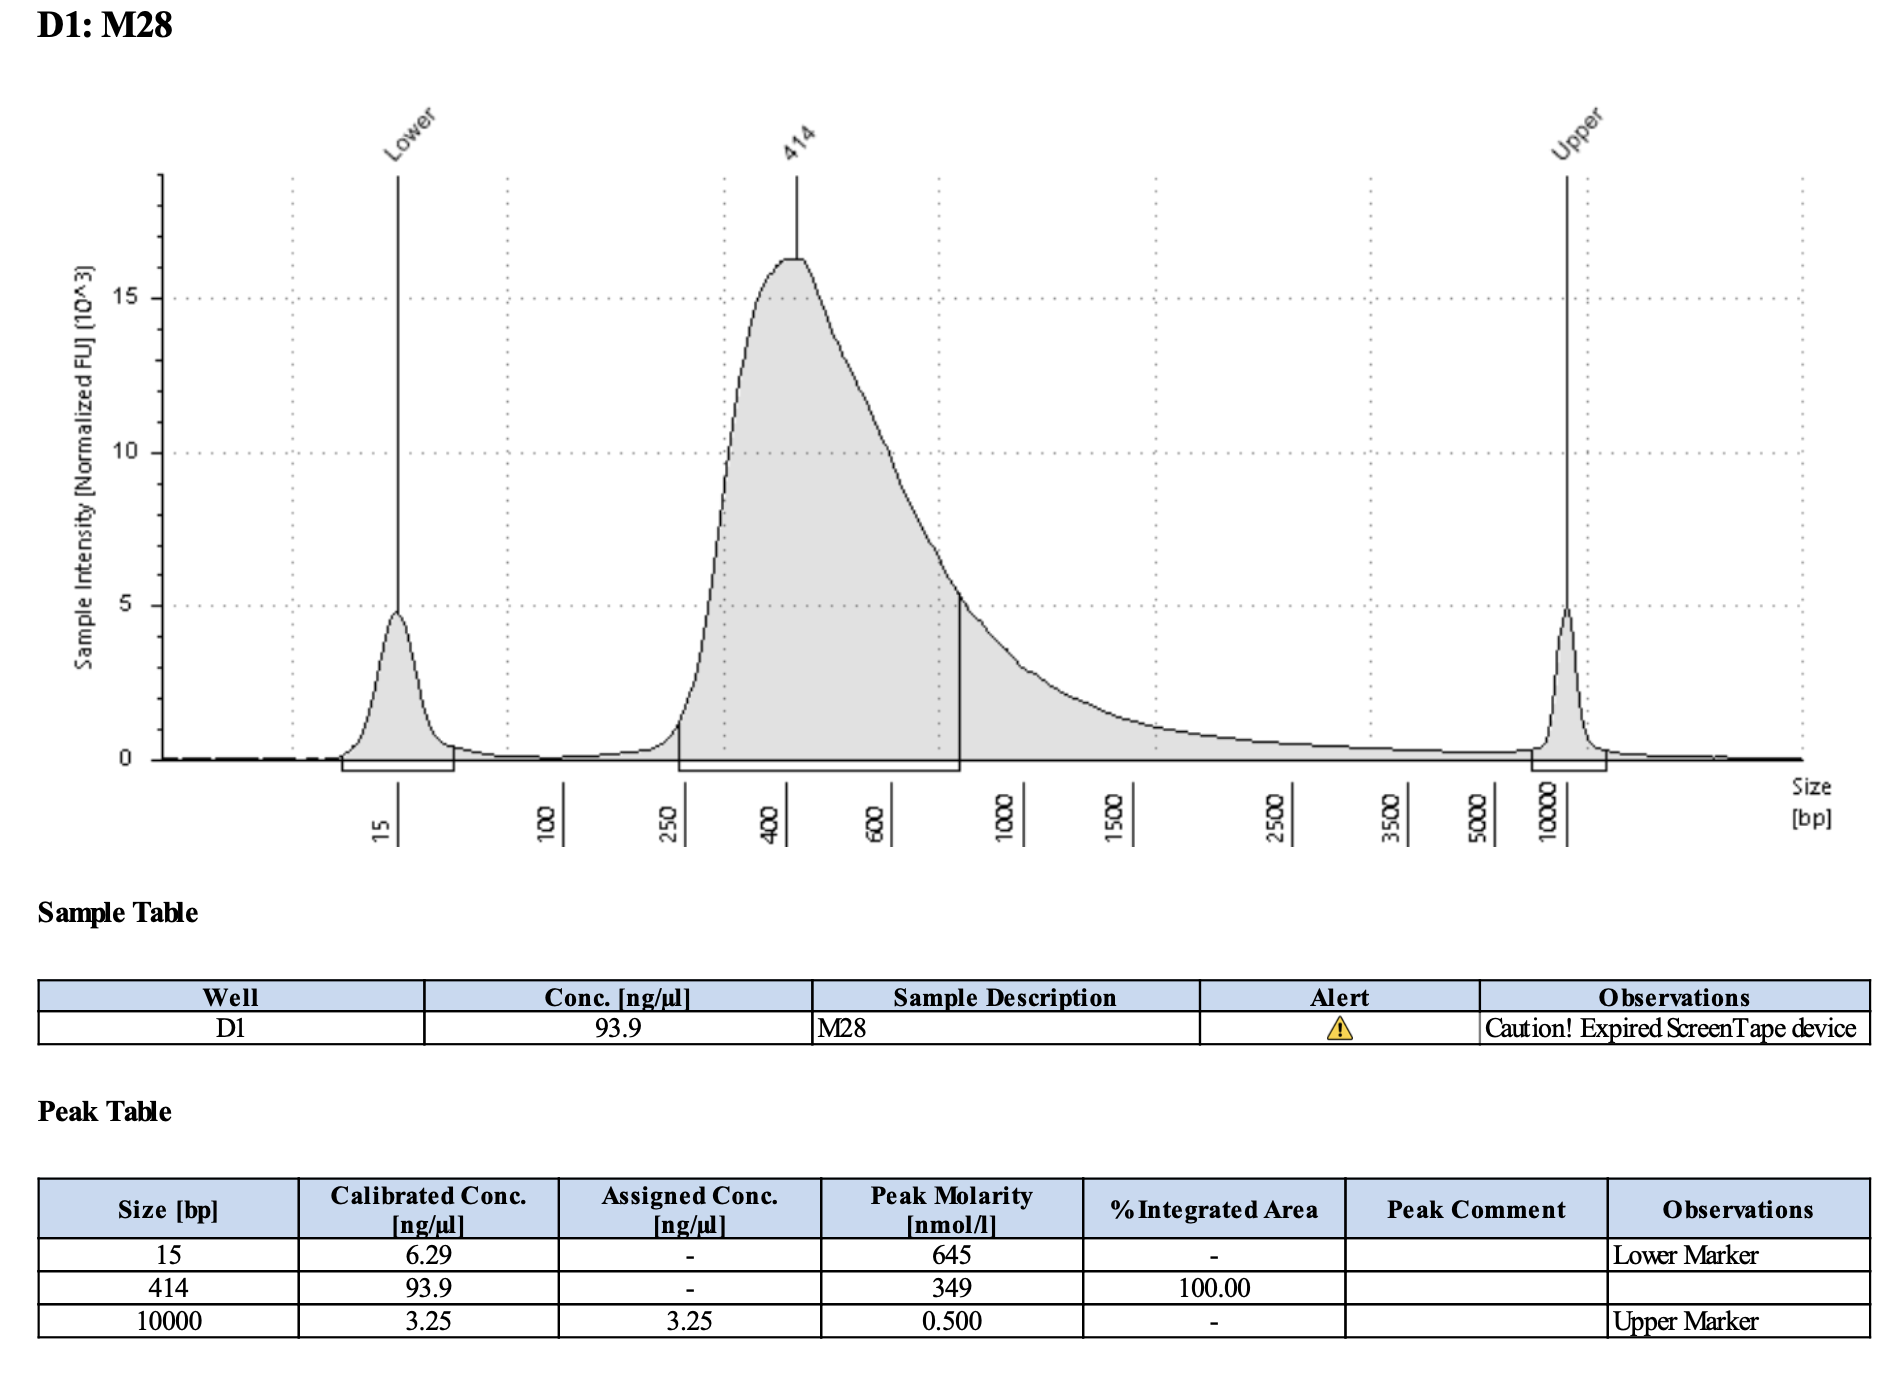 D1: M28
Lower
414
Upper
Sample Intensity [Normalized FU] (10^3)
15
10
5
0
15
100
250
400
600
1000
1500
2500
3500
5000
10000
Size
[bp]
Sample Table
Well Conc. [ng/µl] Sample Description Alert Observations
D1 93.9 M28 Caution! Expired ScreenTape device
Peak Table
Size [bp] Calibrated Conc. [ng/µl] Assigned Conc. [ng/µl] Peak Molarity [nmol/l] % Integrated Area Peak Comment Observations
15 6.29 - 645 - Lower Marker
414 93.9 - 349 100.00
10000 3.25 3.25 0.500 - Upper Marker